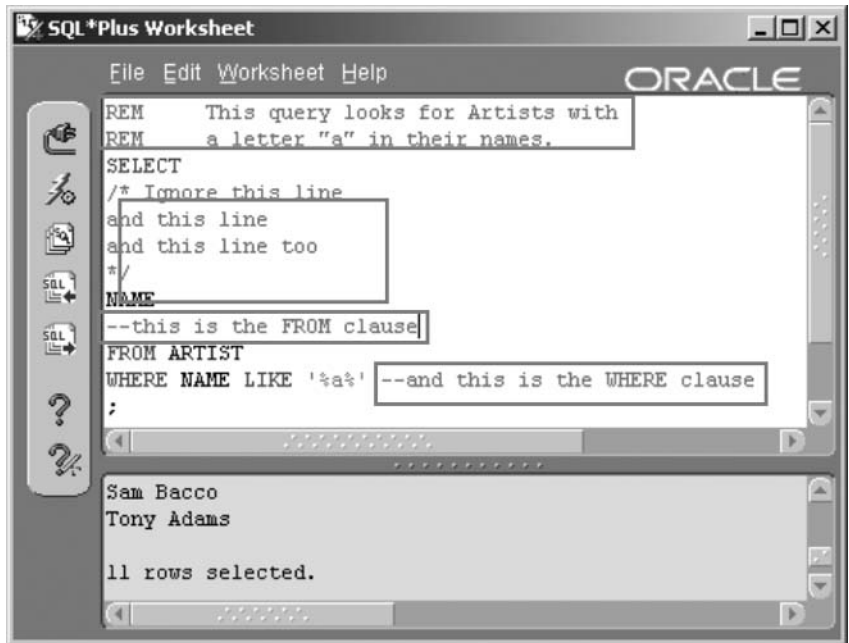 SQL*Plus Worksheet
File Edit Worksheet Help
ORACLE
REM This query looks for Artists with
REM a letter "a" in their names.
SELECT
/* Ignore this line
and this line
and this line too
*/
NAME
--this is the FROM clause
FROM ARTIST
WHERE NAME LIKE '%a%' --and this is the WHERE clause
;
Sam Bacco
Tony Adams
11 rows selected.